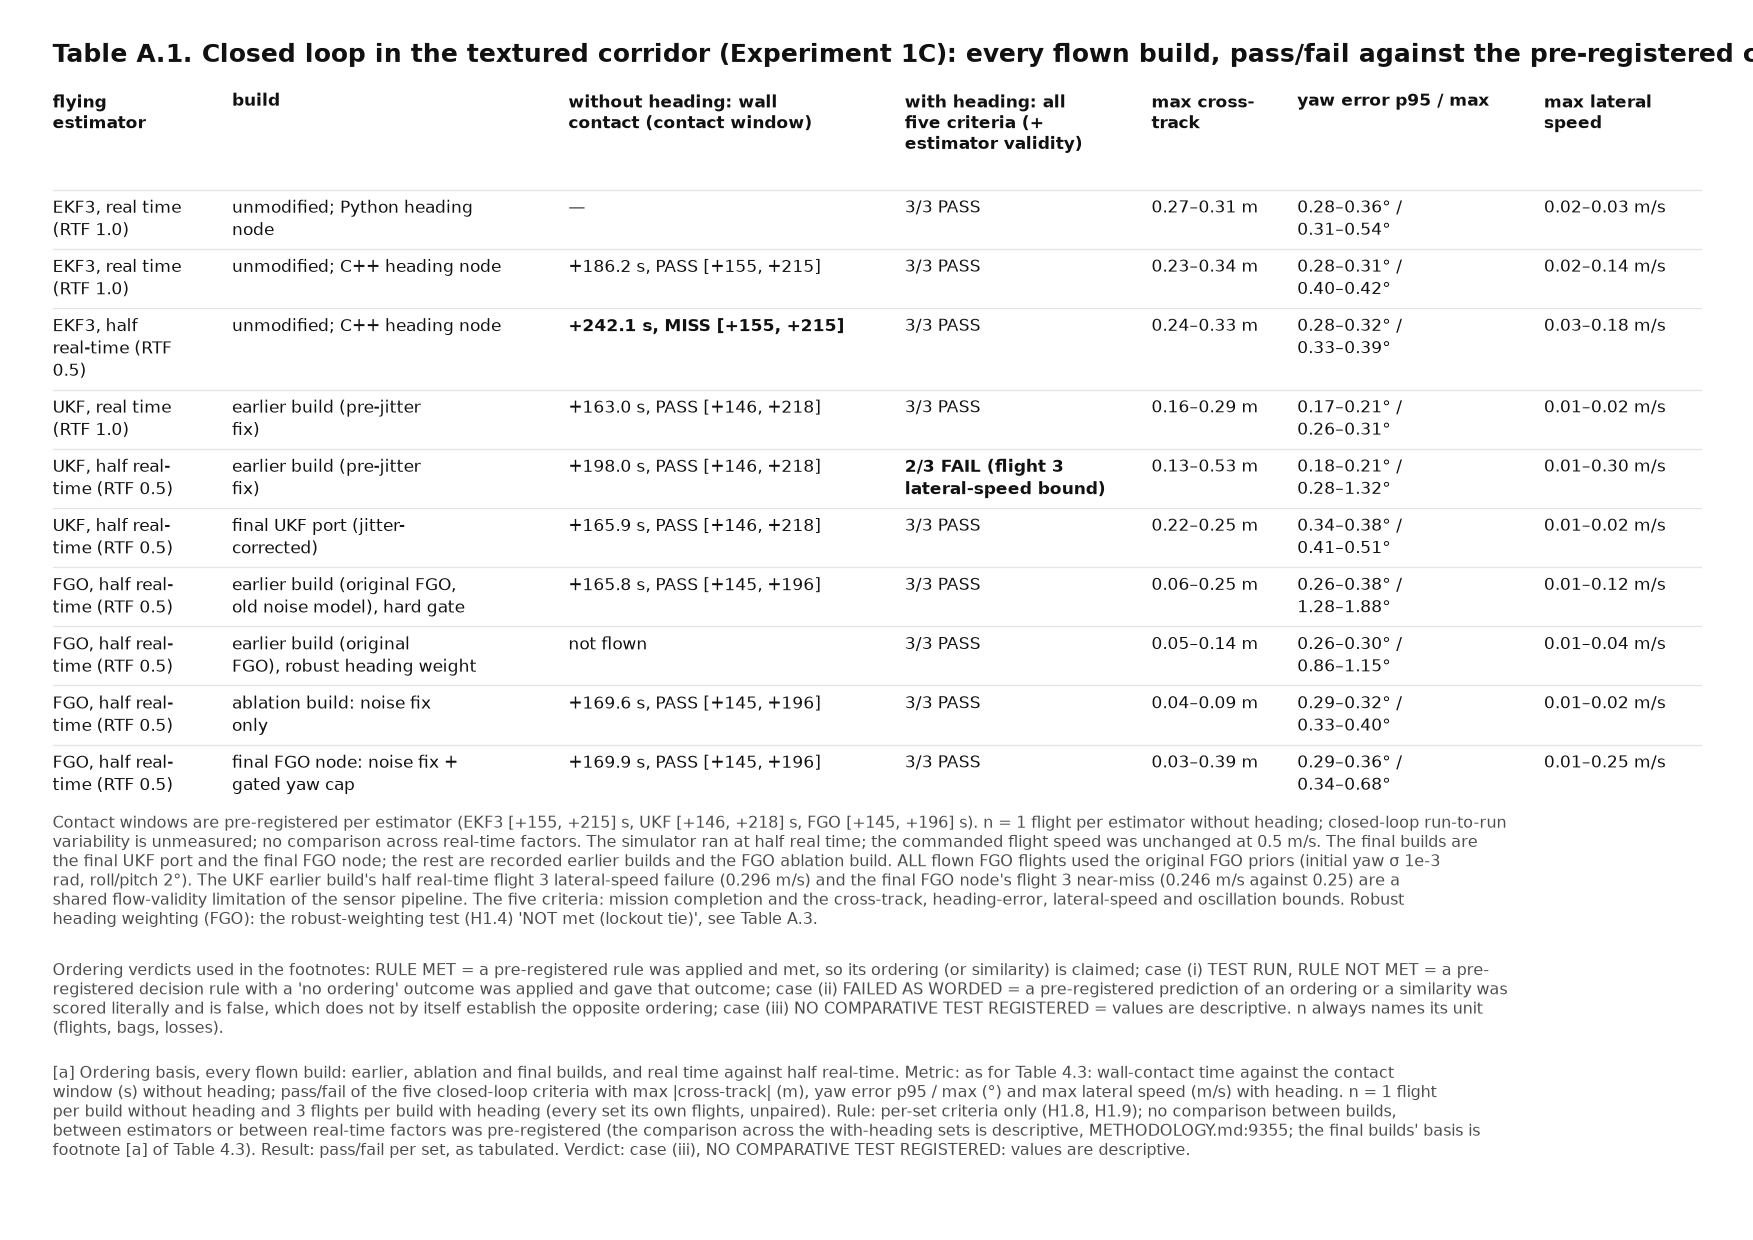 Table A.1. Closed loop in the textured corridor (Experiment 1C): every flown build, pass/fail against the pre-registered
flying estimator | build | without heading: wall contact (contact window) | with heading: all five criteria (+ estimator validity) | max cross-track | yaw error p95 / max | max lateral speed
EKF3, real time (RTF 1.0) | unmodified; Python heading node | — | 3/3 PASS | 0.27–0.31 m | 0.28–0.36° / 0.31–0.54° | 0.02–0.03 m/s
EKF3, real time (RTF 1.0) | unmodified; C++ heading node | +186.2 s, PASS [+155, +215] | 3/3 PASS | 0.23–0.34 m | 0.28–0.31° / 0.40–0.42° | 0.02–0.14 m/s
EKF3, half real-time (RTF 0.5) | unmodified; C++ heading node | +242.1 s, MISS [+155, +215] | 3/3 PASS | 0.24–0.33 m | 0.28–0.32° / 0.33–0.39° | 0.03–0.18 m/s
UKF, real time (RTF 1.0) | earlier build (pre-jitter fix) | +163.0 s, PASS [+146, +218] | 3/3 PASS | 0.16–0.29 m | 0.17–0.21° / 0.26–0.31° | 0.01–0.02 m/s
UKF, half real-time (RTF 0.5) | earlier build (pre-jitter fix) | +198.0 s, PASS [+146, +218] | 2/3 FAIL (flight 3 lateral-speed bound) | 0.13–0.53 m | 0.18–0.21° / 0.28–1.32° | 0.01–0.30 m/s
UKF, half real-time (RTF 0.5) | final UKF port (jitter-corrected) | +165.9 s, PASS [+146, +218] | 3/3 PASS | 0.22–0.25 m | 0.34–0.38° / 0.41–0.51° | 0.01–0.02 m/s
FGO, half real-time (RTF 0.5) | earlier build (original FGO, old noise model), hard gate | +165.8 s, PASS [+145, +196] | 3/3 PASS | 0.06–0.25 m | 0.26–0.38° / 1.28–1.88° | 0.01–0.12 m/s
FGO, half real-time (RTF 0.5) | earlier build (original FGO), robust heading weight | not flown | 3/3 PASS | 0.05–0.14 m | 0.26–0.30° / 0.86–1.15° | 0.01–0.04 m/s
FGO, half real-time (RTF 0.5) | ablation build: noise fix only | +169.6 s, PASS [+145, +196] | 3/3 PASS | 0.04–0.09 m | 0.29–0.32° / 0.33–0.40° | 0.01–0.02 m/s
FGO, half real-time (RTF 0.5) | final FGO node: noise fix + gated yaw cap | +169.9 s, PASS [+145, +196] | 3/3 PASS | 0.03–0.39 m | 0.29–0.36° / 0.34–0.68° | 0.01–0.25 m/s
Contact windows are pre-registered per estimator (EKF3 [+155, +215] s, UKF [+146, +218] s, FGO [+145, +196] s). n = 1 flight per estimator without heading; closed-loop run-to-run
variability is unmeasured; no comparison across real-time factors. The simulator ran at half real time; the commanded flight speed was unchanged at 0.5 m/s. The final builds are
the final UKF port and the final FGO node; the rest are recorded earlier builds and the FGO ablation build. ALL flown FGO flights used the original FGO priors (initial yaw σ 1e-3
rad, roll/pitch 2°). The UKF earlier build's half real-time flight 3 lateral-speed failure (0.296 m/s) and the final FGO node's flight 3 near-miss (0.246 m/s against 0.25) are a
shared flow-validity limitation of the sensor pipeline. The five criteria: mission completion and the cross-track, heading-error, lateral-speed and oscillation bounds. Robust
heading weighting (FGO): the robust-weighting test (H1.4) 'NOT met (lockout tie)', see Table A.3.
Ordering verdicts used in the footnotes: RULE MET = a pre-registered rule was applied and met, so its ordering (or similarity) is claimed; case (i) TEST RUN, RULE NOT MET = a pre-
registered decision rule with a 'no ordering' outcome was applied and gave that outcome; case (ii) FAILED AS WORDED = a pre-registered prediction of an ordering or a similarity was
scored literally and is false, which does not by itself establish the opposite ordering; case (iii) NO COMPARATIVE TEST REGISTERED = values are descriptive. n always names its unit
(flights, bags, losses).
[a] Ordering basis, every flown build: earlier, ablation and final builds, and real time against half real-time. Metric: as for Table 4.3: wall-contact time against the contact
window (s) without heading; pass/fail of the five closed-loop criteria with max |cross-track| (m), yaw error p95 / max (°) and max lateral speed (m/s) with heading. n = 1 flight
per build without heading and 3 flights per build with heading (every set its own flights, unpaired). Rule: per-set criteria only (H1.8, H1.9); no comparison between builds,
between estimators or between real-time factors was pre-registered (the comparison across the with-heading sets is descriptive, METHODOLOGY.md:9355; the final builds' basis is
footnote [a] of Table 4.3). Result: pass/fail per set, as tabulated. Verdict: case (iii), NO COMPARATIVE TEST REGISTERED: values are descriptive.